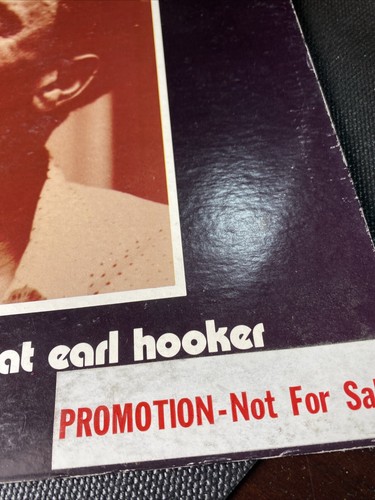 at earl hooker
PROMOTION-Not For Sal